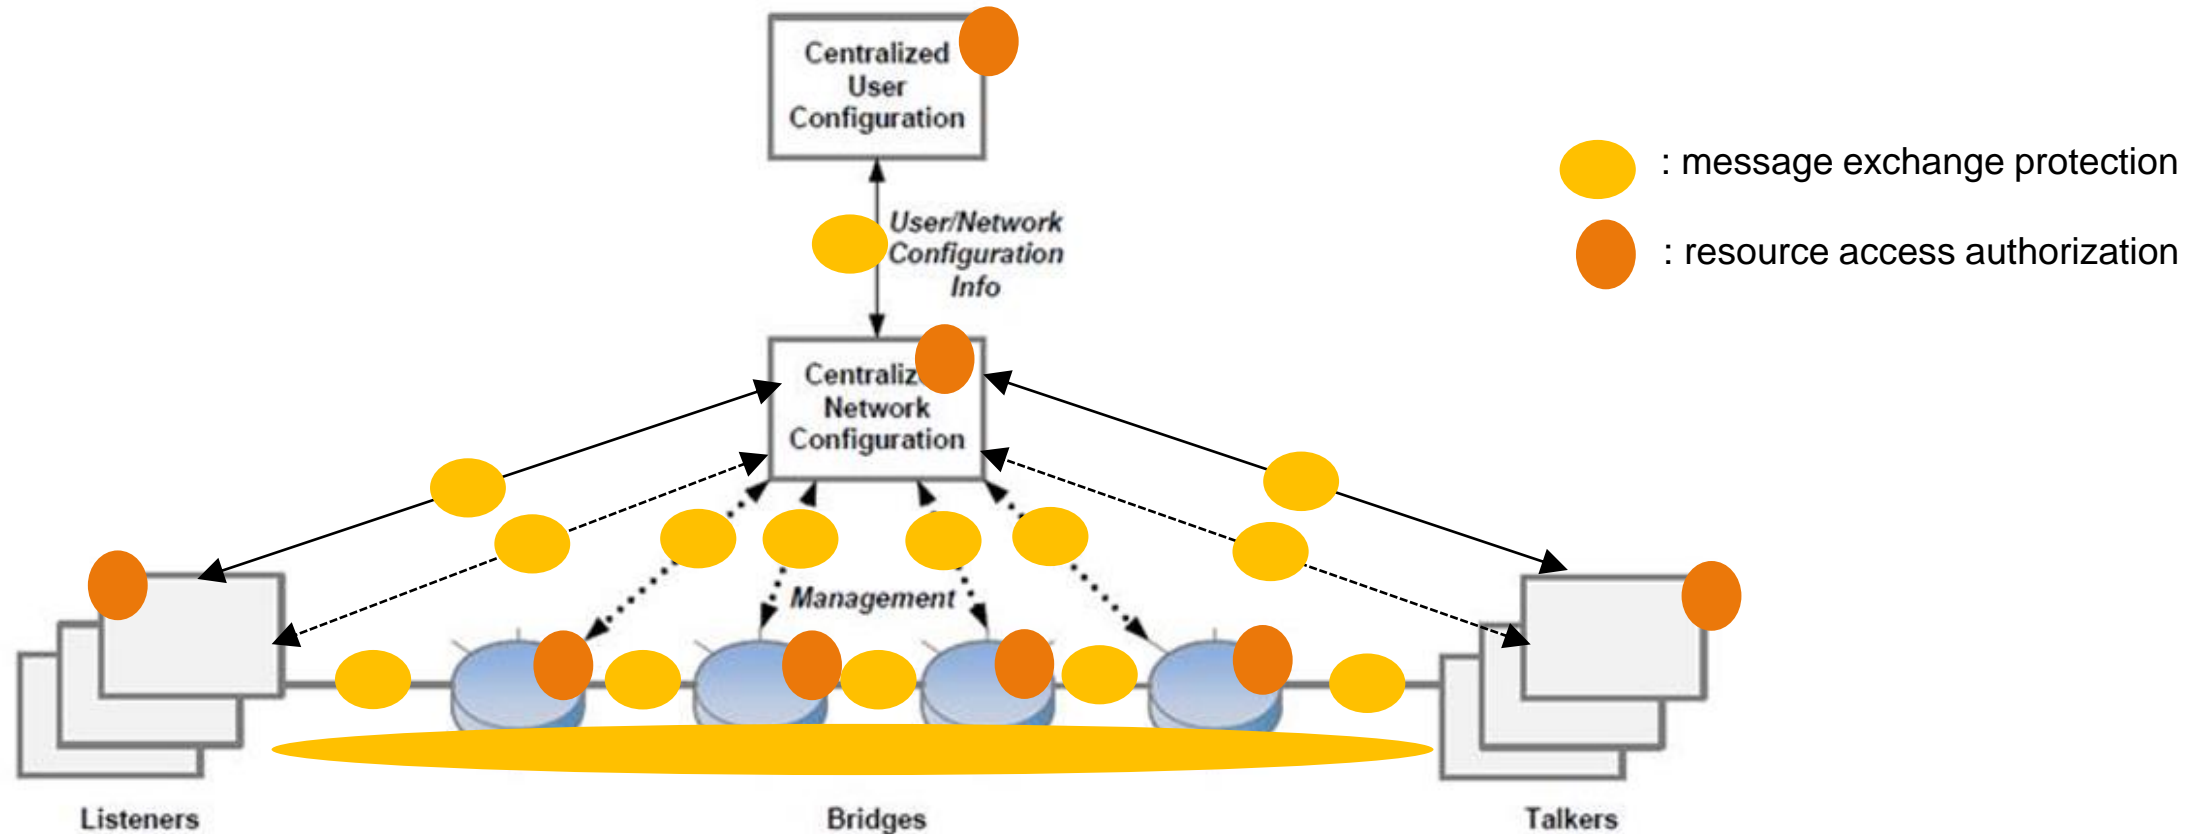 Centralized
User
Configuration
: message exchange protection
User/Network
Configuration
Info
: resource access authorization
Centraliz
Network
Configuration
Management
Listeners
Bridges
Talkers